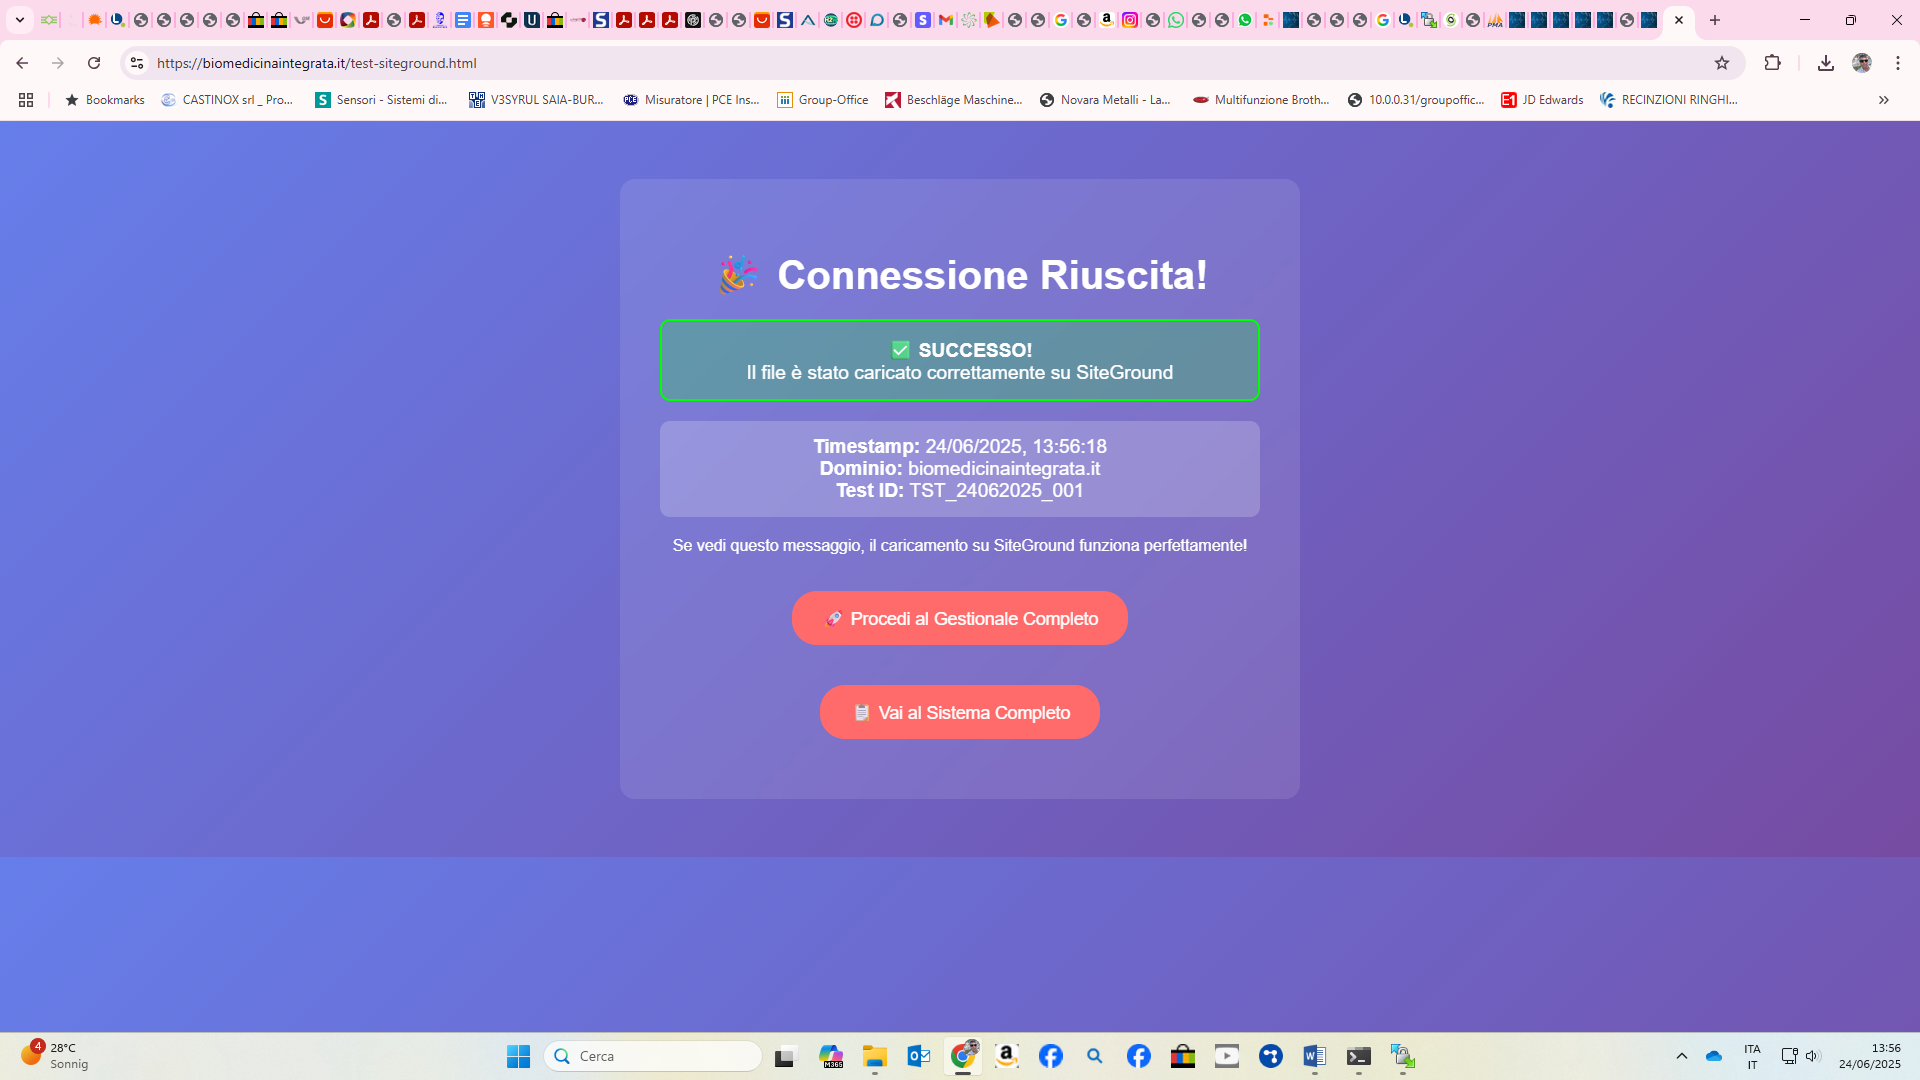 https://biomedicinaintegrata.it/test-siteground.html
Bookmarks
CASTINOX srl _ Pro...
Sensori - Sistemi di...
V3SYRUL SAIA-BUR...
Misuratore | PCE Ins...
Group-Office
Beschläge Maschine...
Novara Metalli - La...
Multifunzione Broth...
10.0.0.31/groupoffic...
JD Edwards
RECINZIONI RINGHI...
🎉 Connessione Riuscita!
✅ SUCCESSO!
Il file è stato caricato correttamente su SiteGround
Timestamp: 24/06/2025, 13:56:18
Dominio: biomedicinaintegrata.it
Test ID: TST_24062025_001
Se vedi questo messaggio, il caricamento su SiteGround funziona perfettamente!
🚀 Procedi al Gestionale Completo
📋 Vai al Sistema Completo
4
28°C
Sonnig
Cerca
ITA
IT
13:56
24/06/2025